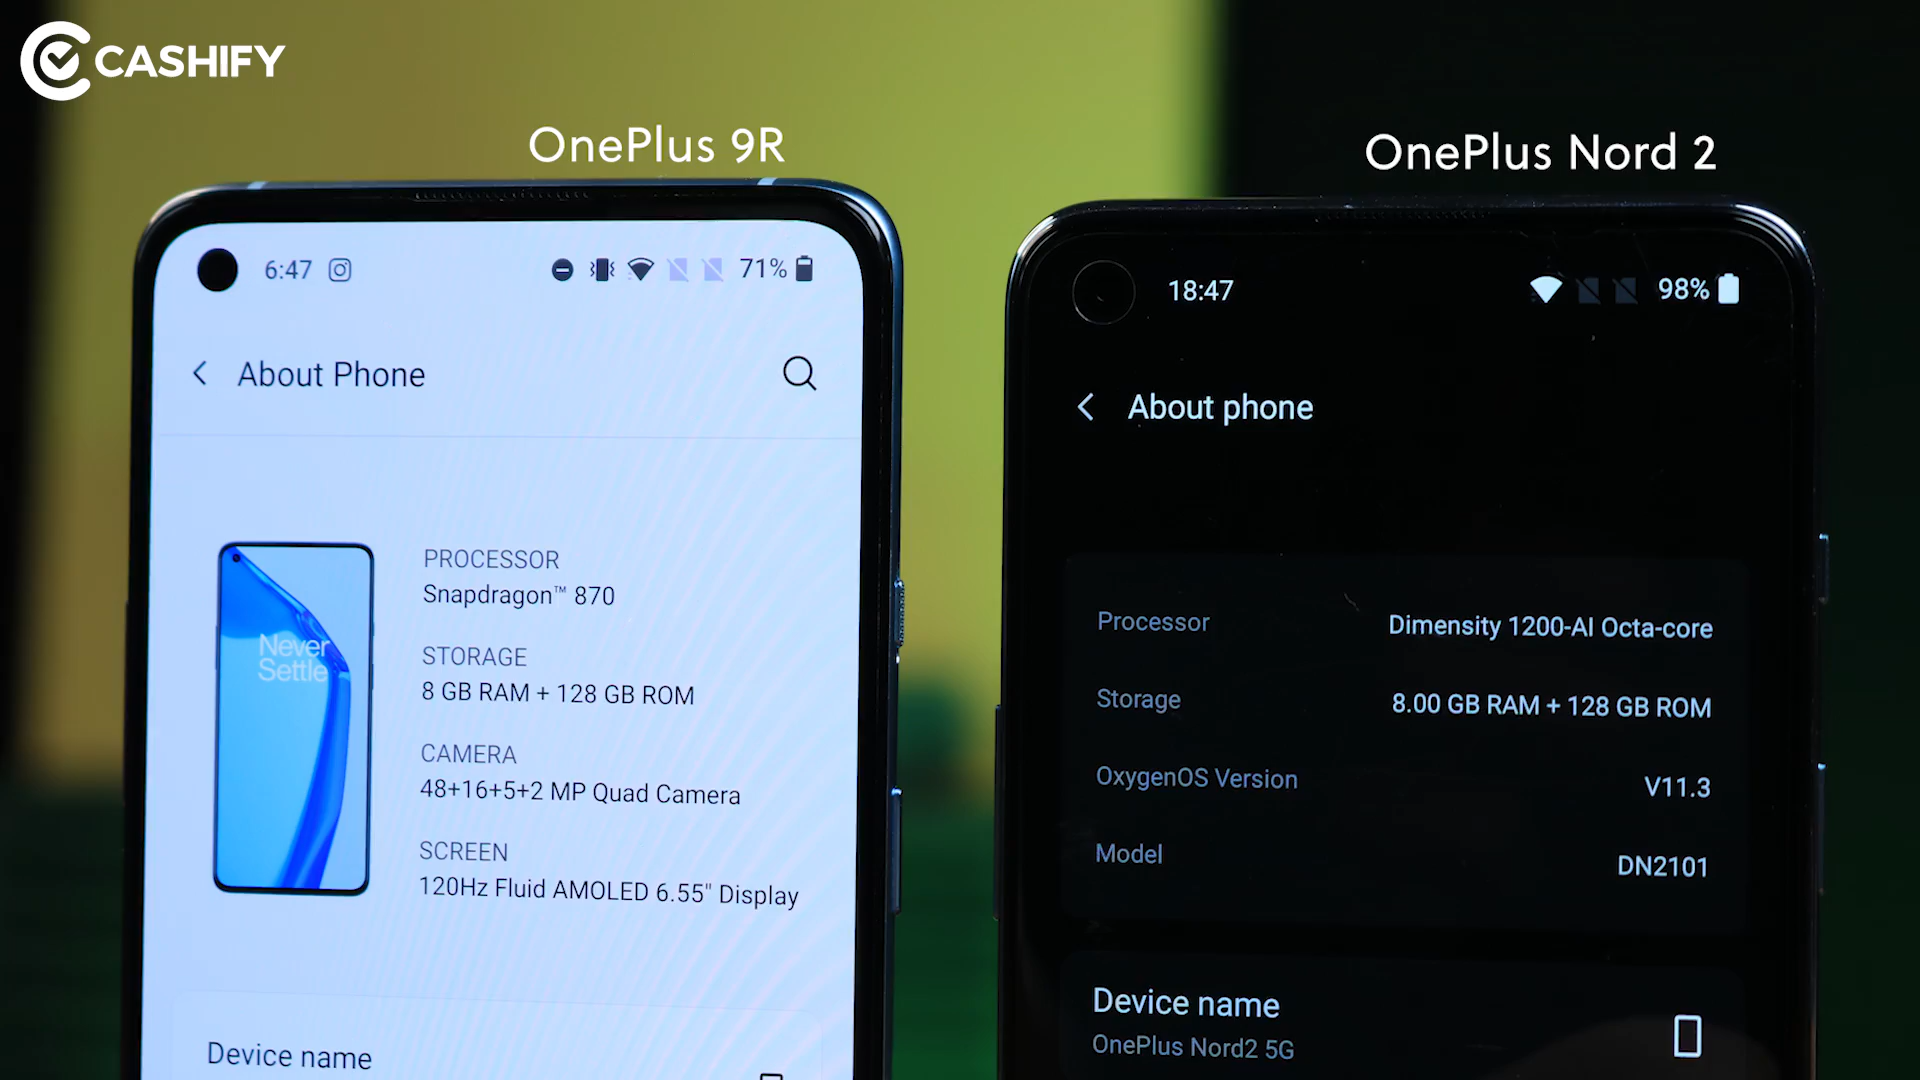 CASHIFY
OnePlus 9R
OnePlus Nord 2
6:47
71%
About Phone
PROCESSOR
Snapdragon™ 870
STORAGE
8 GB RAM + 128 GB ROM
CAMERA
48+16+5+2 MP Quad Camera
SCREEN
120Hz Fluid AMOLED 6.55" Display
Never
Settle
Device name
18:47
98%
About phone
Processor
Dimensity 1200-AI Octa-core
Storage
8.00 GB RAM + 128 GB ROM
OxygenOS Version
V11.3
Model
DN2101
Device name
OnePlus Nord2 5G